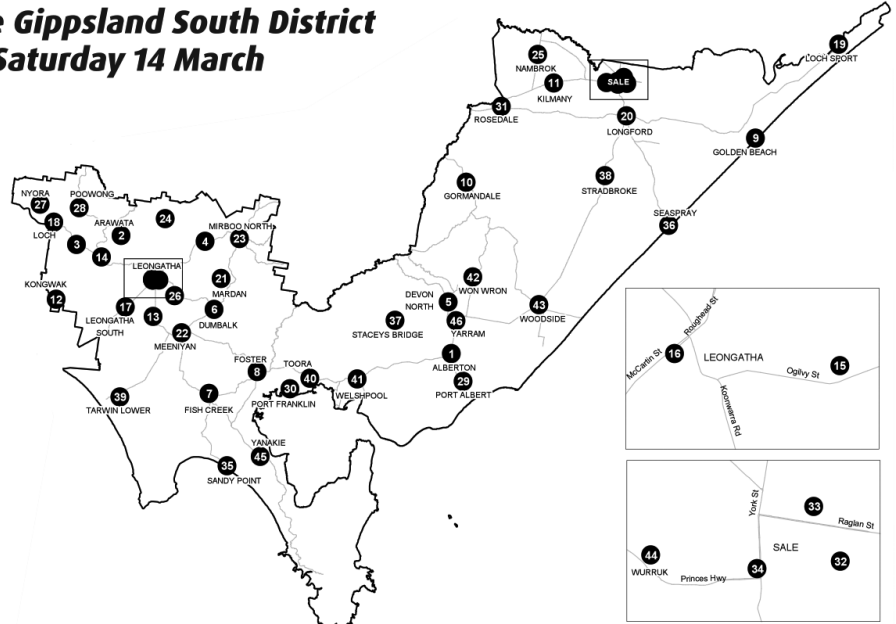 e Gippsland South District
Saturday 14 March
19
LOCH SPORT
25
NAMBROK
11
KILMANY
SALE
31
ROSEDALE
20
LONGFORD
9
GOLDEN BEACH
10
GORMANDALE
38
STRADBROKE
SEASPRAY
36
NYORA
27
POOWONG
28
18
LOCH
ARAWATA
2
24
3
14
4
MIRBOO NORTH
23
LEONGATHA
21
MARDAN
KONGWAK
12
26
17
LEONGATHA
SOUTH
13
6
DUMBALK
22
MEENIYAN
42
WON WRON
DEVON
NORTH
5
43
WOODSIDE
37
STACEYS BRIDGE
46
YARRAM
1
ALBERTON
29
PORT ALBERT
FOSTER
8
TOORA
40
41
WELSHPOOL
30
PORT FRANKLIN
39
TARWIN LOWER
7
FISH CREEK
YANAKIE
45
35
SANDY POINT
Roughead St
McCartin St
16
LEONGATHA
Ogilvy St
15
Koonwarra Rd
York St
33
Raglan St
SALE
44
WURRUK
Princes Hwy
34
32